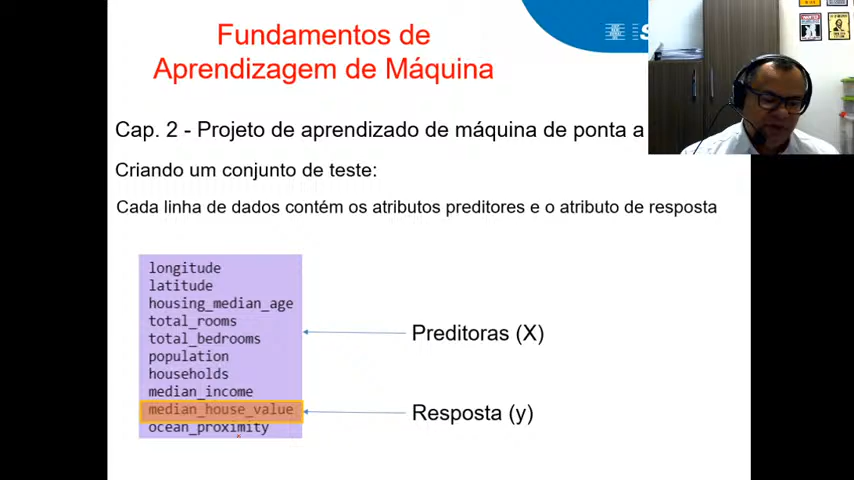 Fundamentos de
Aprendizagem de Máquina
Cap. 2 - Projeto de aprendizado de máquina de ponta a
Criando um conjunto de teste:
Cada linha de dados contém os atributos preditores e o atributo de resposta
longitude
latitude
housing_median_age
total_rooms
total_bedrooms
population
households
median_income
median_house_value
ocean_proximity
Preditoras (X)
Resposta (y)